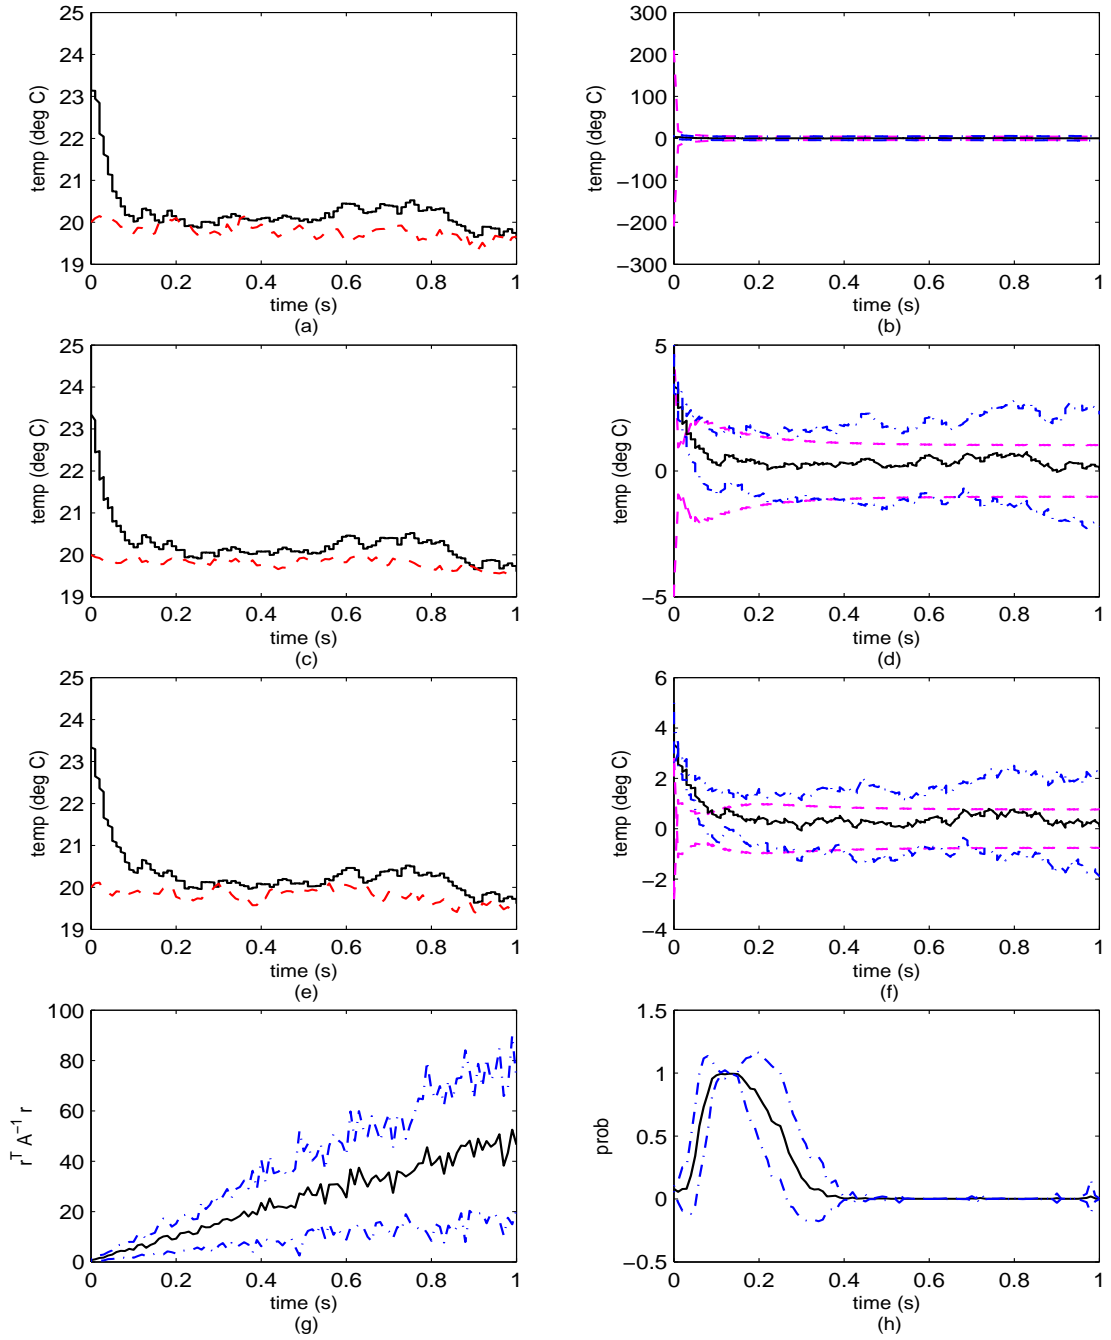 25
24
23
22
21
20
19
temp (deg C)
0 0.2 0.4 0.6 0.8 1
time (s)
(a)
300
200
100
0
−100
−200
−300
temp (deg C)
0 0.2 0.4 0.6 0.8 1
time (s)
(b)
25
24
23
22
21
20
19
temp (deg C)
0 0.2 0.4 0.6 0.8 1
time (s)
(c)
5
0
−5
temp (deg C)
0 0.2 0.4 0.6 0.8 1
time (s)
(d)
25
24
23
22
21
20
19
temp (deg C)
0 0.2 0.4 0.6 0.8 1
time (s)
(e)
6
4
2
0
−2
−4
temp (deg C)
0 0.2 0.4 0.6 0.8 1
time (s)
(f)
100
80
60
40
20
0
r^T A^−1 r
0 0.2 0.4 0.6 0.8 1
time (s)
(g)
1.5
1
0.5
0
−0.5
prob
0 0.2 0.4 0.6 0.8 1
time (s)
(h)